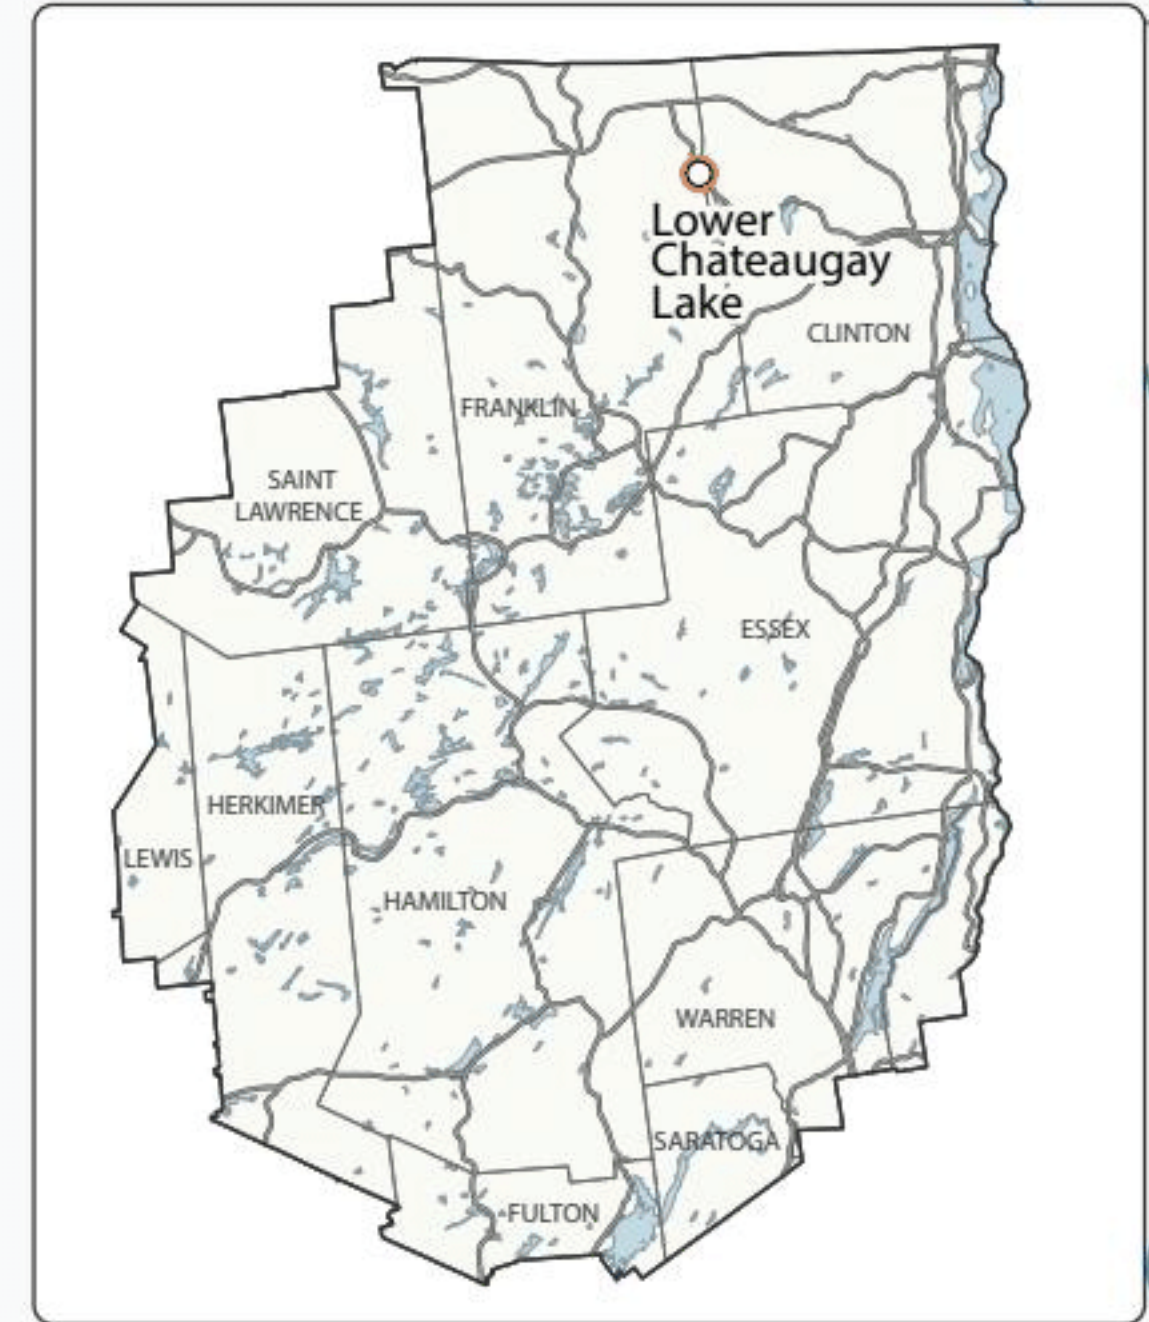 Lower
Chateaugay
Lake
CLINTON
FRANKLIN
SAINT
LAWRENCE
ESSEX
HERKIMER
LEWIS
HAMILTON
WARREN
SARATOGA
FULTON